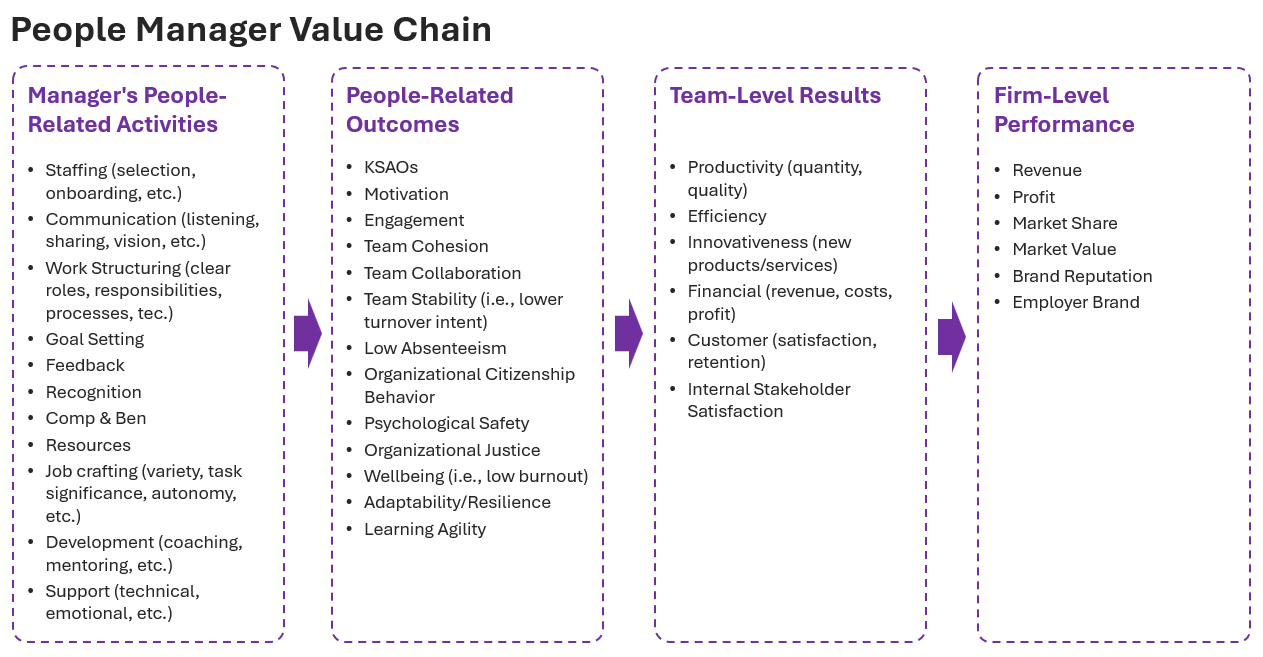 People Manager Value Chain
Manager's People-
Related Activities
• Staffing (selection,
onboarding, etc.)
• Communication (listening,
sharing, vision, etc.)
• Work Structuring (clear
roles, responsibilities,
processes, tec.)
• Goal Setting
• Feedback
• Recognition
• Comp & Ben
• Resources
• Job crafting (variety, task
significance, autonomy,
etc.)
• Development (coaching,
mentoring, etc.)
• Support (technical,
emotional, etc.)
People-Related
Outcomes
• KSAOs
• Motivation
• Engagement
• Team Cohesion
• Team Collaboration
• Team Stability (i.e., lower
turnover intent)
• Low Absenteeism
• Organizational Citizenship
Behavior
• Psychological Safety
• Organizational Justice
• Wellbeing (i.e., low burnout)
• Adaptability/Resilience
• Learning Agility
Team-Level Results
• Productivity (quantity,
quality)
• Efficiency
• Innovativeness (new
products/services)
• Financial (revenue, costs,
profit)
• Customer (satisfaction,
retention)
• Internal Stakeholder
Satisfaction
Firm-Level
Performance
• Revenue
• Profit
• Market Share
• Market Value
• Brand Reputation
• Employer Brand